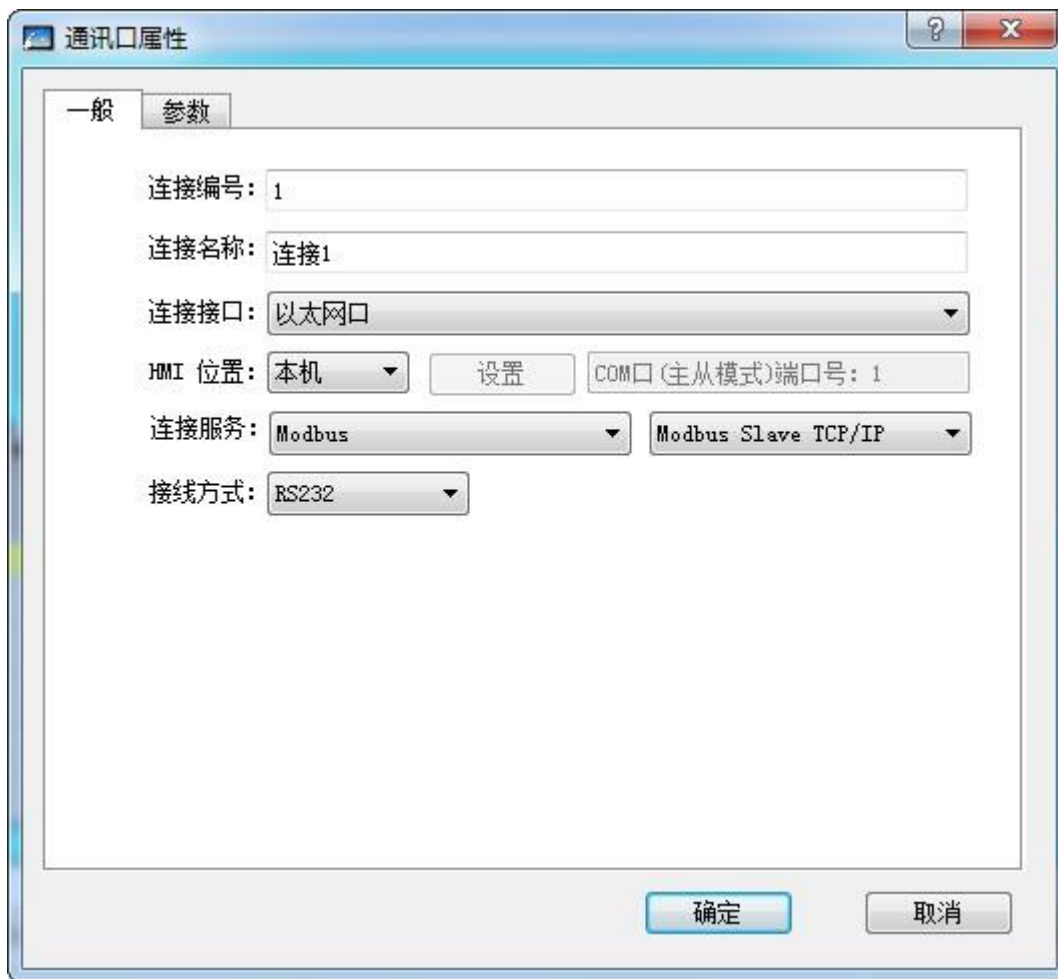 通讯口属性
一般 参数
连接编号: 1
连接名称: 连接1
连接接口: 以太网口
HMI 位置: 本机 设置 COM口(主从模式)端口号: 1
连接服务: Modbus Modbus Slave TCP/IP
接线方式: RS232
确定 取消